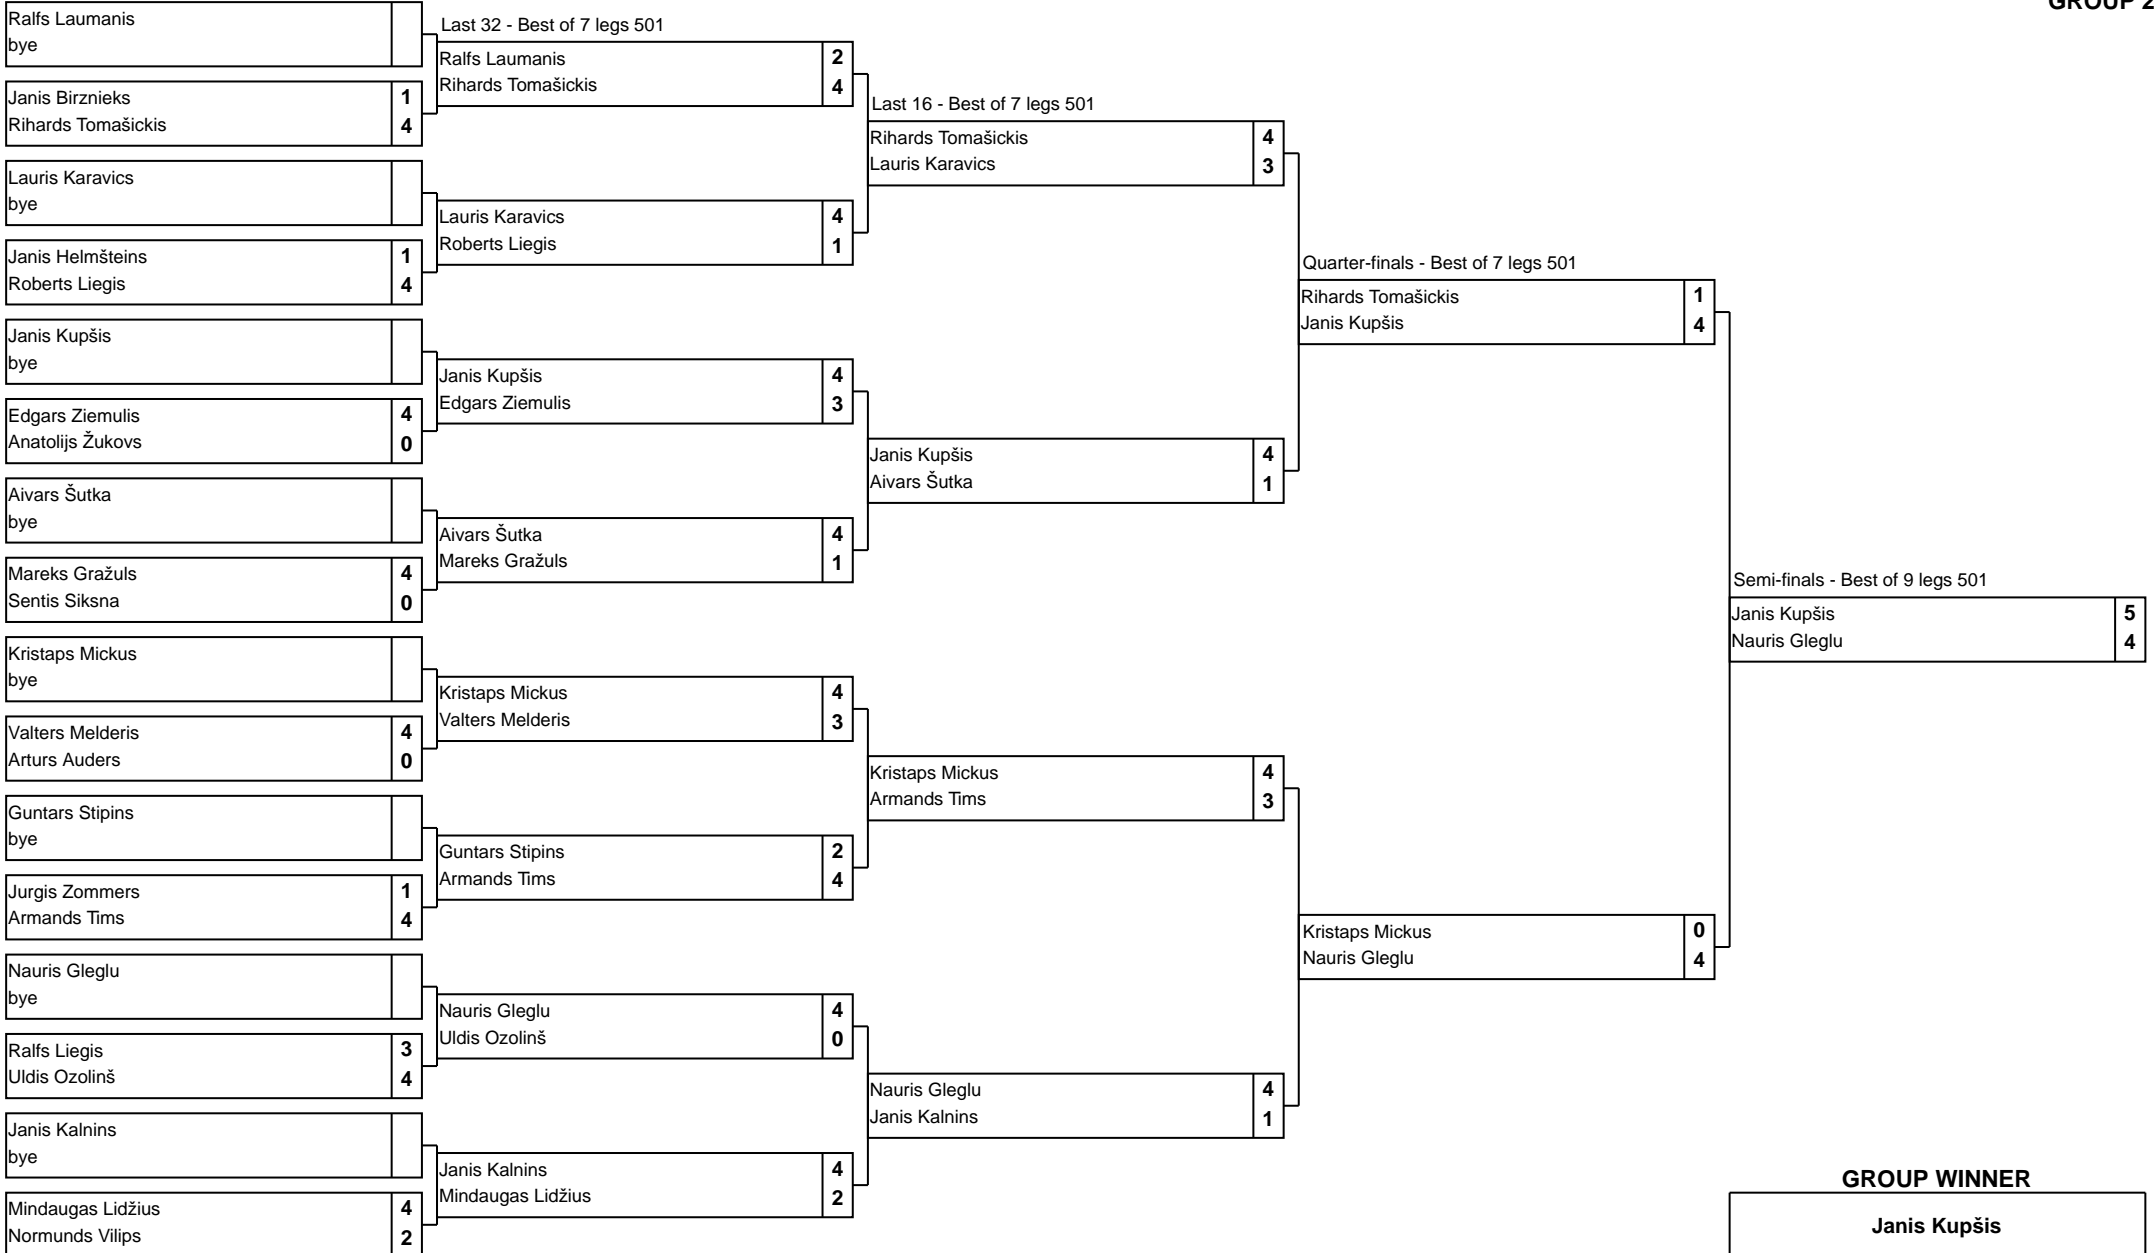 GROUP 2
Ralfs Laumanis
bye
Janis Birznieks 1
Rihards Tomašickis 4
Lauris Karavics
bye
Janis Helmšteins 1
Roberts Liegis 4
Janis Kupšis
bye
Edgars Ziemulis 4
Anatolijs Žukovs 0
Aivars Šutka
bye
Mareks Gražuls 4
Sentis Siksna 0
Kristaps Mickus
bye
Valters Melderis 4
Arturs Auders 0
Guntars Stipins
bye
Jurgis Zommers 1
Armands Tims 4
Nauris Gleglu
bye
Ralfs Liegis 3
Uldis Ozolinš 4
Janis Kalnins
bye
Mindaugas Lidžius 4
Normunds Vilips 2
Last 32 - Best of 7 legs 501
Ralfs Laumanis 2
Rihards Tomašickis 4
Lauris Karavics 4
Roberts Liegis 1
Janis Kupšis 4
Edgars Ziemulis 3
Aivars Šutka 4
Mareks Gražuls 1
Kristaps Mickus 4
Valters Melderis 3
Guntars Stipins 2
Armands Tims 4
Nauris Gleglu 4
Uldis Ozolinš 0
Janis Kalnins 4
Mindaugas Lidžius 2
Last 16 - Best of 7 legs 501
Rihards Tomašickis 4
Lauris Karavics 3
Janis Kupšis 4
Aivars Šutka 1
Kristaps Mickus 4
Armands Tims 3
Nauris Gleglu 4
Janis Kalnins 1
Quarter-finals - Best of 7 legs 501
Rihards Tomašickis 1
Janis Kupšis 4
Kristaps Mickus 0
Nauris Gleglu 4
Semi-finals - Best of 9 legs 501
Janis Kupšis 5
Nauris Gleglu 4
GROUP WINNER
Janis Kupšis